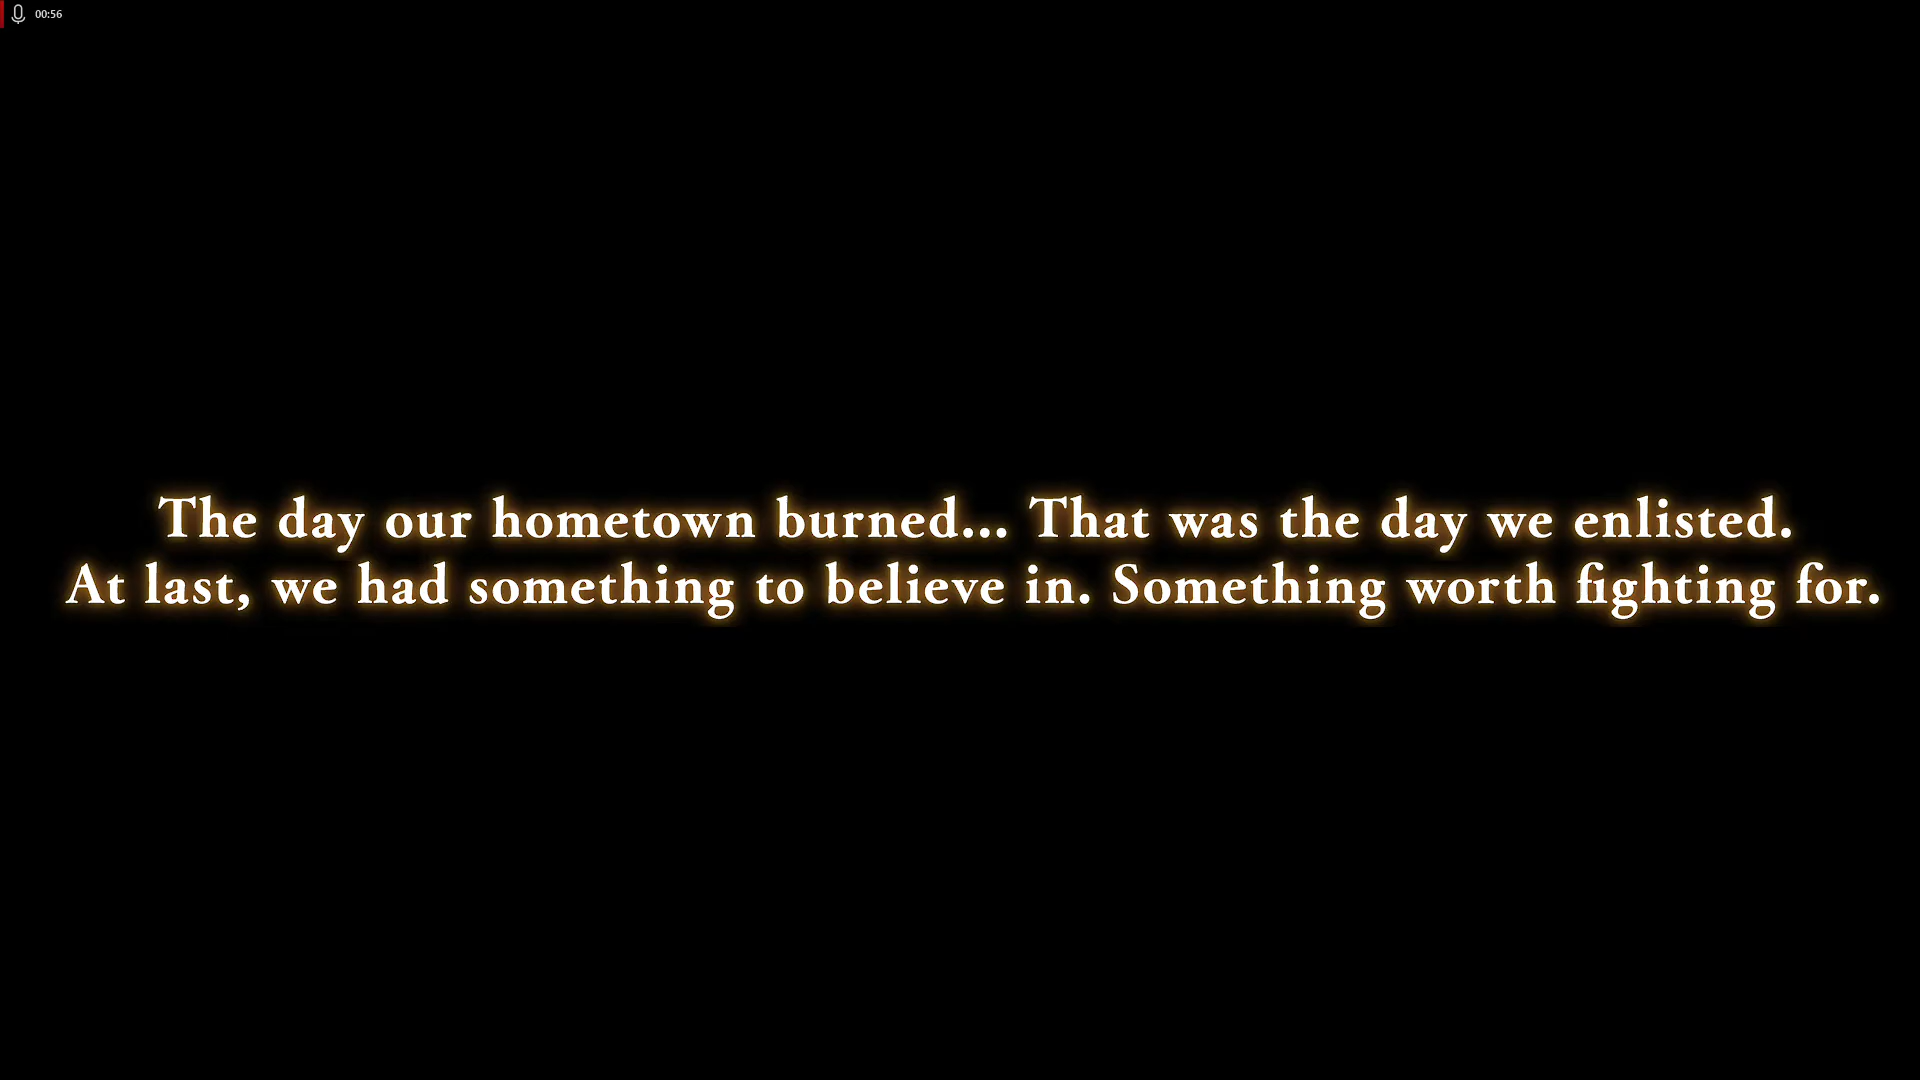 00:56
The day our hometown burned... That was the day we enlisted.
At last, we had something to believe in. Something worth fighting for.